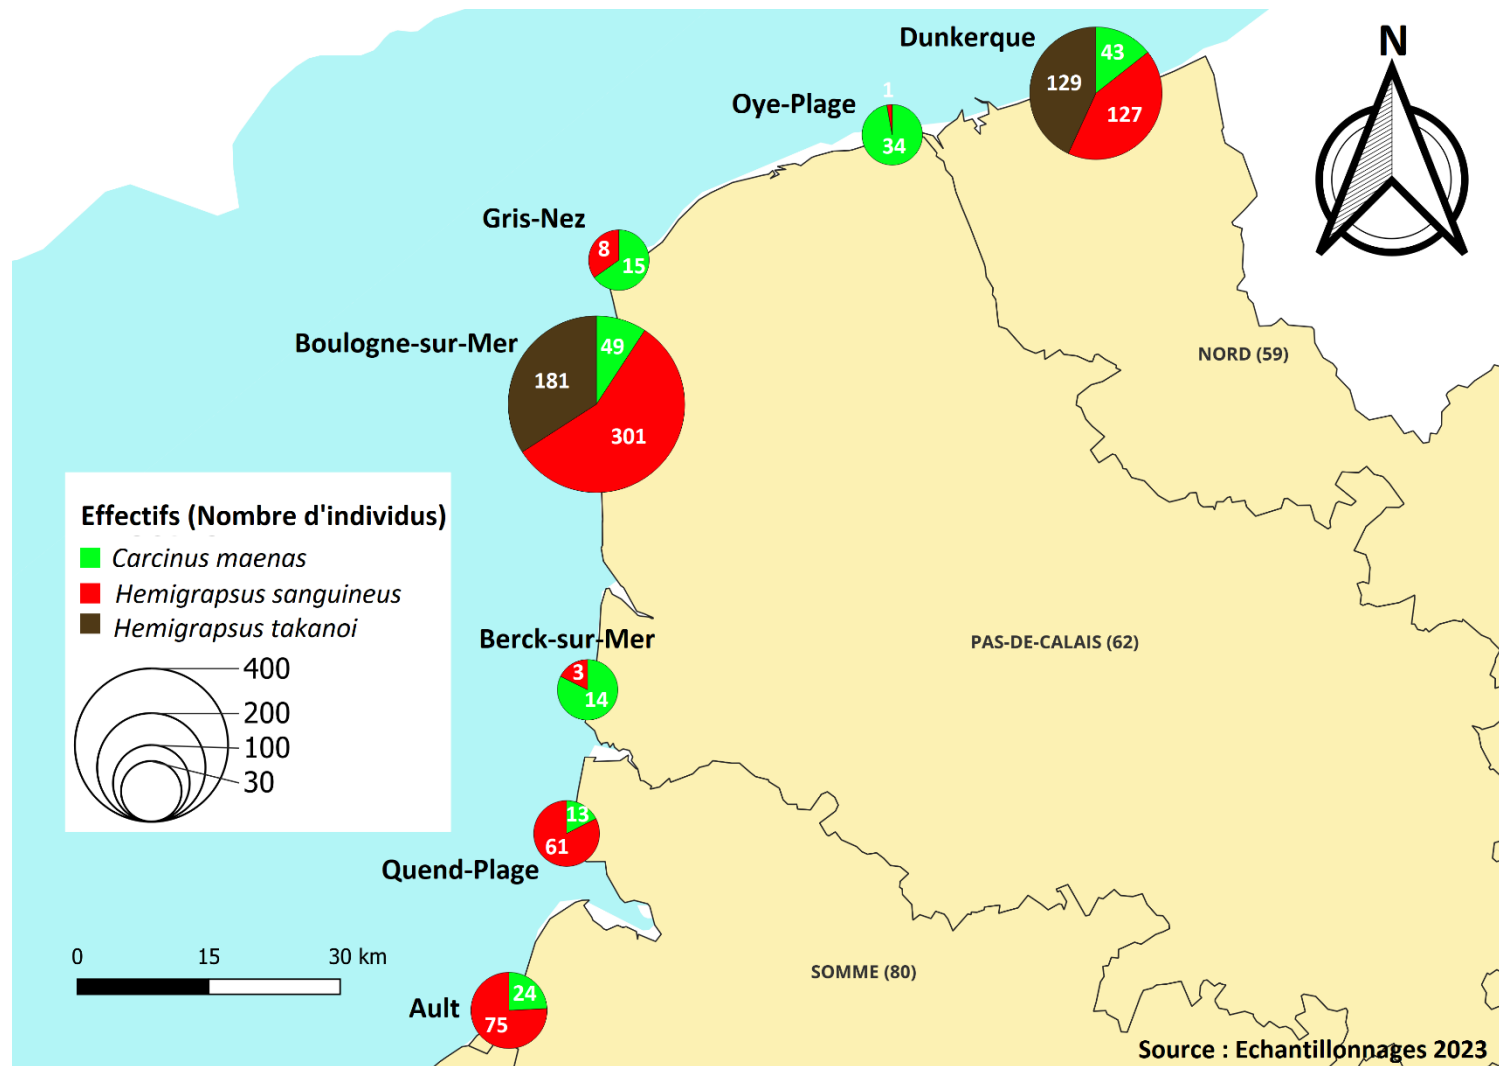 Dunkerque
N
43
129
127
Oye-Plage
1
34
Gris-Nez
8
15
Boulogne-sur-Mer
49
181
301
NORD (59)
Effectifs (Nombre d'individus)
Carcinus maenas
Hemigrapsus sanguineus
Hemigrapsus takanoi
400
200
100
30
Berck-sur-Mer
3
14
PAS-DE-CALAIS (62)
13
61
Quend-Plage
0 15 30 km
SOMME (80)
Ault
24
75
Source : Echantillonnages 2023